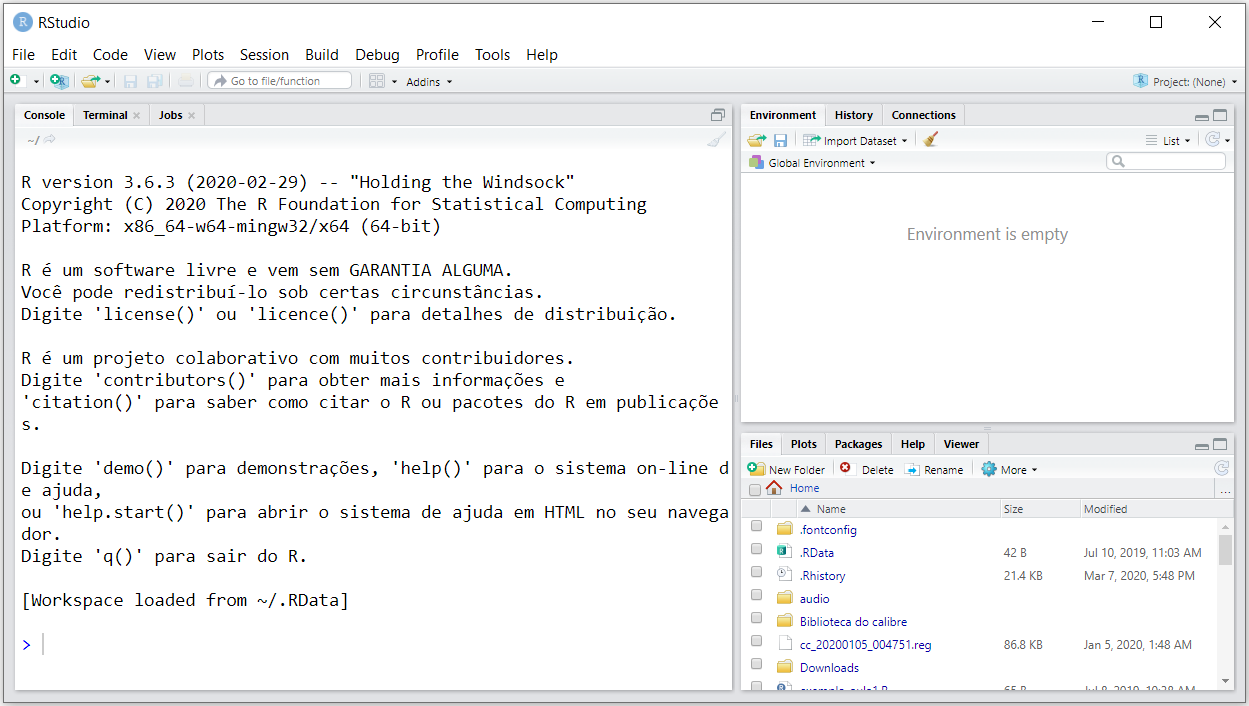 RStudio
File Edit Code View Plots Session Build Debug Profile Tools Help
Go to file/function Addins Project: (None)
Console Terminal Jobs
~/
R version 3.6.3 (2020-02-29) -- "Holding the Windsock"
Copyright (C) 2020 The R Foundation for Statistical Computing
Platform: x86_64-w64-mingw32/x64 (64-bit)
R é um software livre e vem sem GARANTIA ALGUMA.
Você pode redistribuí-lo sob certas circunstâncias.
Digite 'license()' ou 'licence()' para detalhes de distribuição.
R é um projeto colaborativo com muitos contribuidores.
Digite 'contributors()' para obter mais informações e
'citation()' para saber como citar o R ou pacotes do R em publicaçõe
s.
Digite 'demo()' para demonstrações, 'help()' para o sistema on-line d
e ajuda,
ou 'help.start()' para abrir o sistema de ajuda em HTML no seu navega
dor.
Digite 'q()' para sair do R.
[Workspace loaded from ~/.RData]
>
Environment History Connections
Import Dataset List
Global Environment
Environment is empty
Files Plots Packages Help Viewer
New Folder Delete Rename More
Home ...
Name Size Modified
.fontconfig
.RData 42 B Jul 10, 2019, 11:03 AM
.Rhistory 21.4 KB Mar 7, 2020, 5:48 PM
audio
Biblioteca do calibre
cc_20200105_004751.reg 86.8 KB Jan 5, 2020, 1:48 AM
Downloads
65 B Jul 8, 2019, 10:38 AM